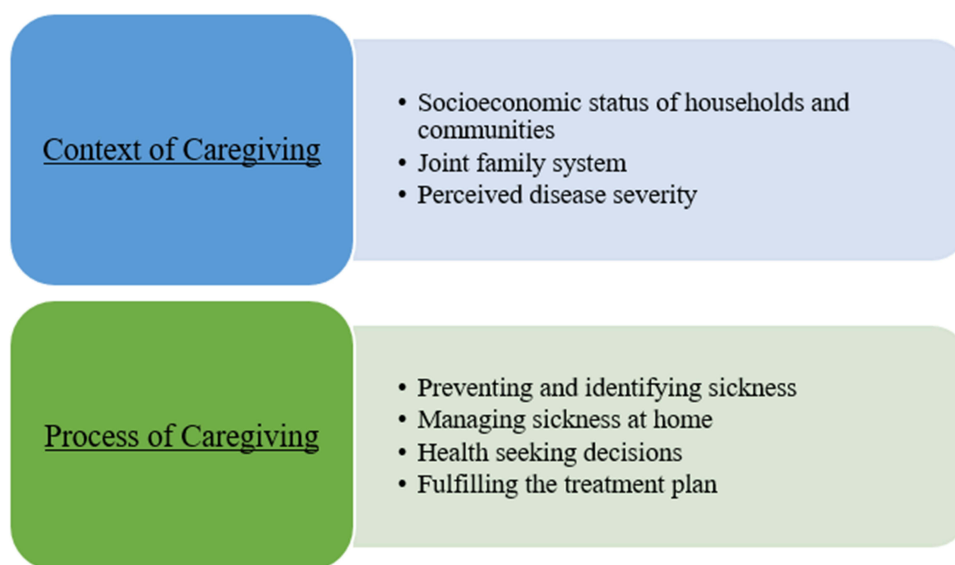 Context of Caregiving
• Socioeconomic status of households and
communities
• Joint family system
• Perceived disease severity
Process of Caregiving
• Preventing and identifying sickness
• Managing sickness at home
• Health seeking decisions
• Fulfilling the treatment plan